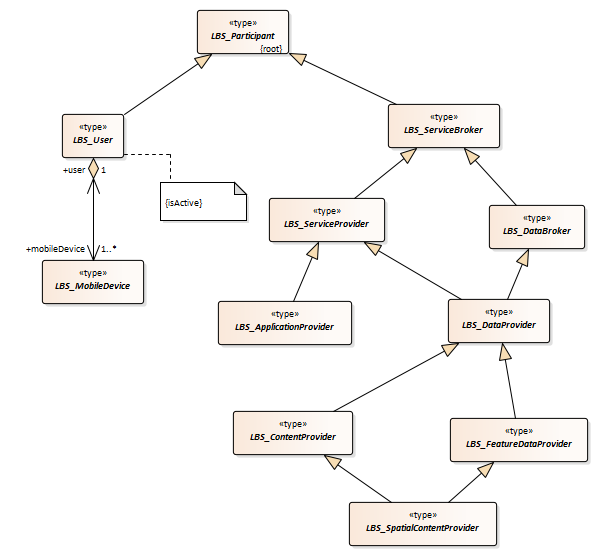 «type»
LBS_Participant
{root}
«type»
LBS_User
«type»
LBS_ServiceBroker
+user
1
{isActive}
«type»
LBS_ServiceProvider
«type»
LBS_DataBroker
+mobileDevice
1..*
«type»
LBS_MobileDevice
«type»
LBS_ApplicationProvider
«type»
LBS_DataProvider
«type»
LBS_ContentProvider
«type»
LBS_FeatureDataProvider
«type»
LBS_SpatialContentProvider